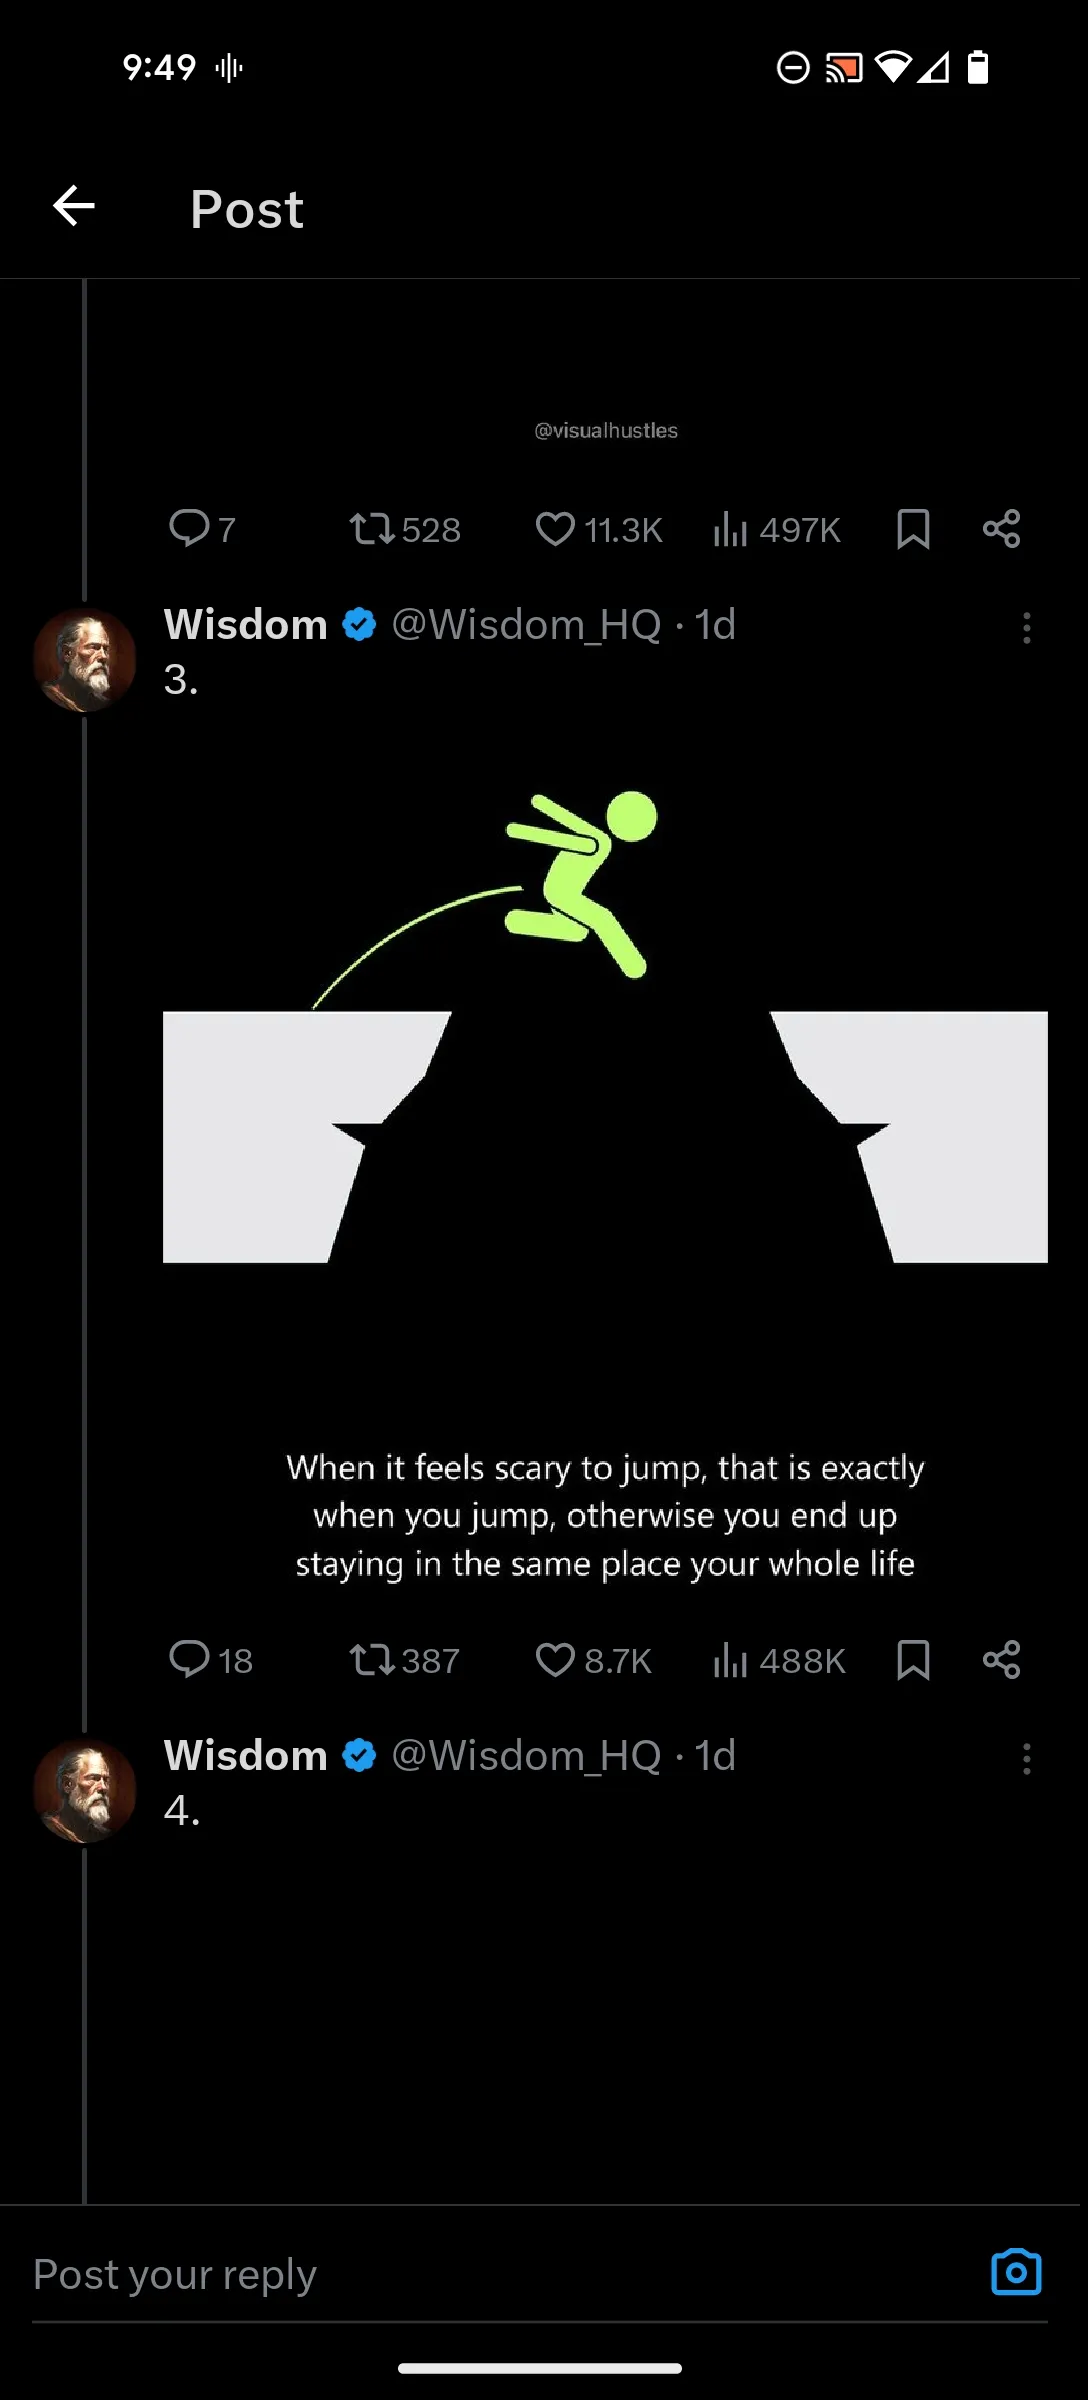 9:49
Post
@visualhustles
7 528 11.3K 497K
Wisdom @Wisdom_HQ · 1d
3.
When it feels scary to jump, that is exactly
when you jump, otherwise you end up
staying in the same place your whole life
18 387 8.7K 488K
Wisdom @Wisdom_HQ · 1d
4.
Post your reply